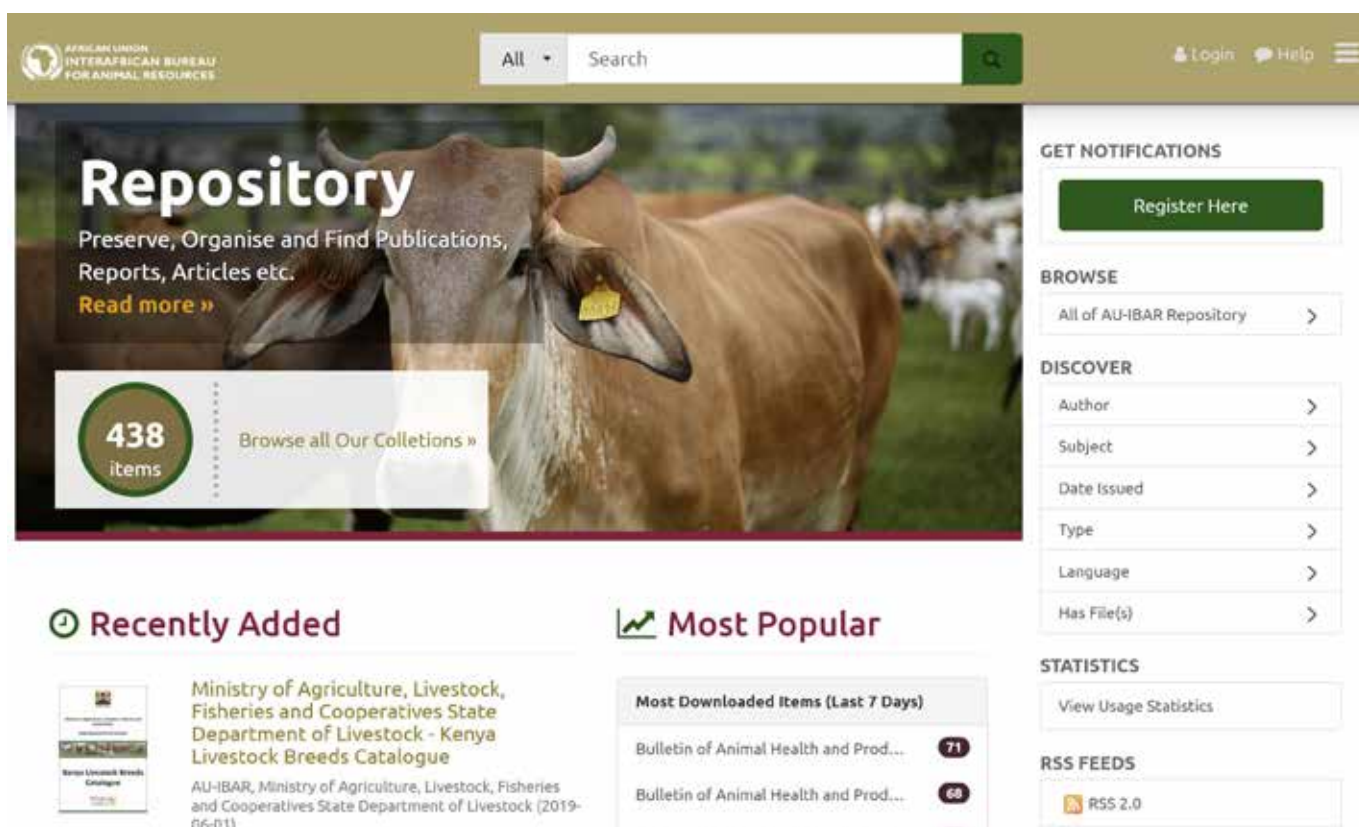 AFRICAN UNION
INTERAFRICAN BUREAU
FOR ANIMAL RESOURCES
All
Search
Login
Help
Repository
Preserve, Organise and Find Publications,
Reports, Articles etc.
Read more »
438
items
Browse all Our Colletions »
GET NOTIFICATIONS
Register Here
BROWSE
All of AU-IBAR Repository
DISCOVER
Author
Subject
Date Issued
Type
Language
Has File(s)
STATISTICS
View Usage Statistics
RSS FEEDS
RSS 2.0
Recently Added
Kenya Livestock Breeds
Catalogue
Ministry of Agriculture, Livestock,
Fisheries and Cooperatives State
Department of Livestock - Kenya
Livestock Breeds Catalogue
AU-IBAR, Ministry of Agriculture, Livestock, Fisheries
and Cooperatives State Department of Livestock (2019-
06-01)
Most Popular
Most Downloaded Items (Last 7 Days)
Bulletin of Animal Health and Prod... 71
Bulletin of Animal Health and Prod... 68